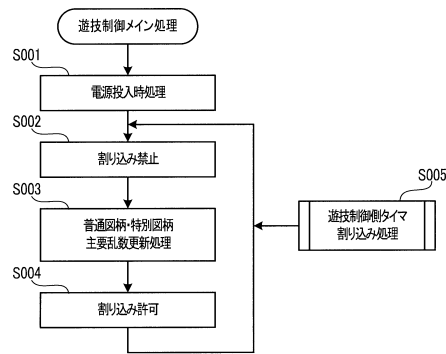 遊技制御メイン処理
S001
電源投入時処理
S002
割り込み禁止
S003
普通図柄・特別図柄
主要乱数更新処理
S004
割り込み許可
S005
遊技制御側タイマ
割り込み処理